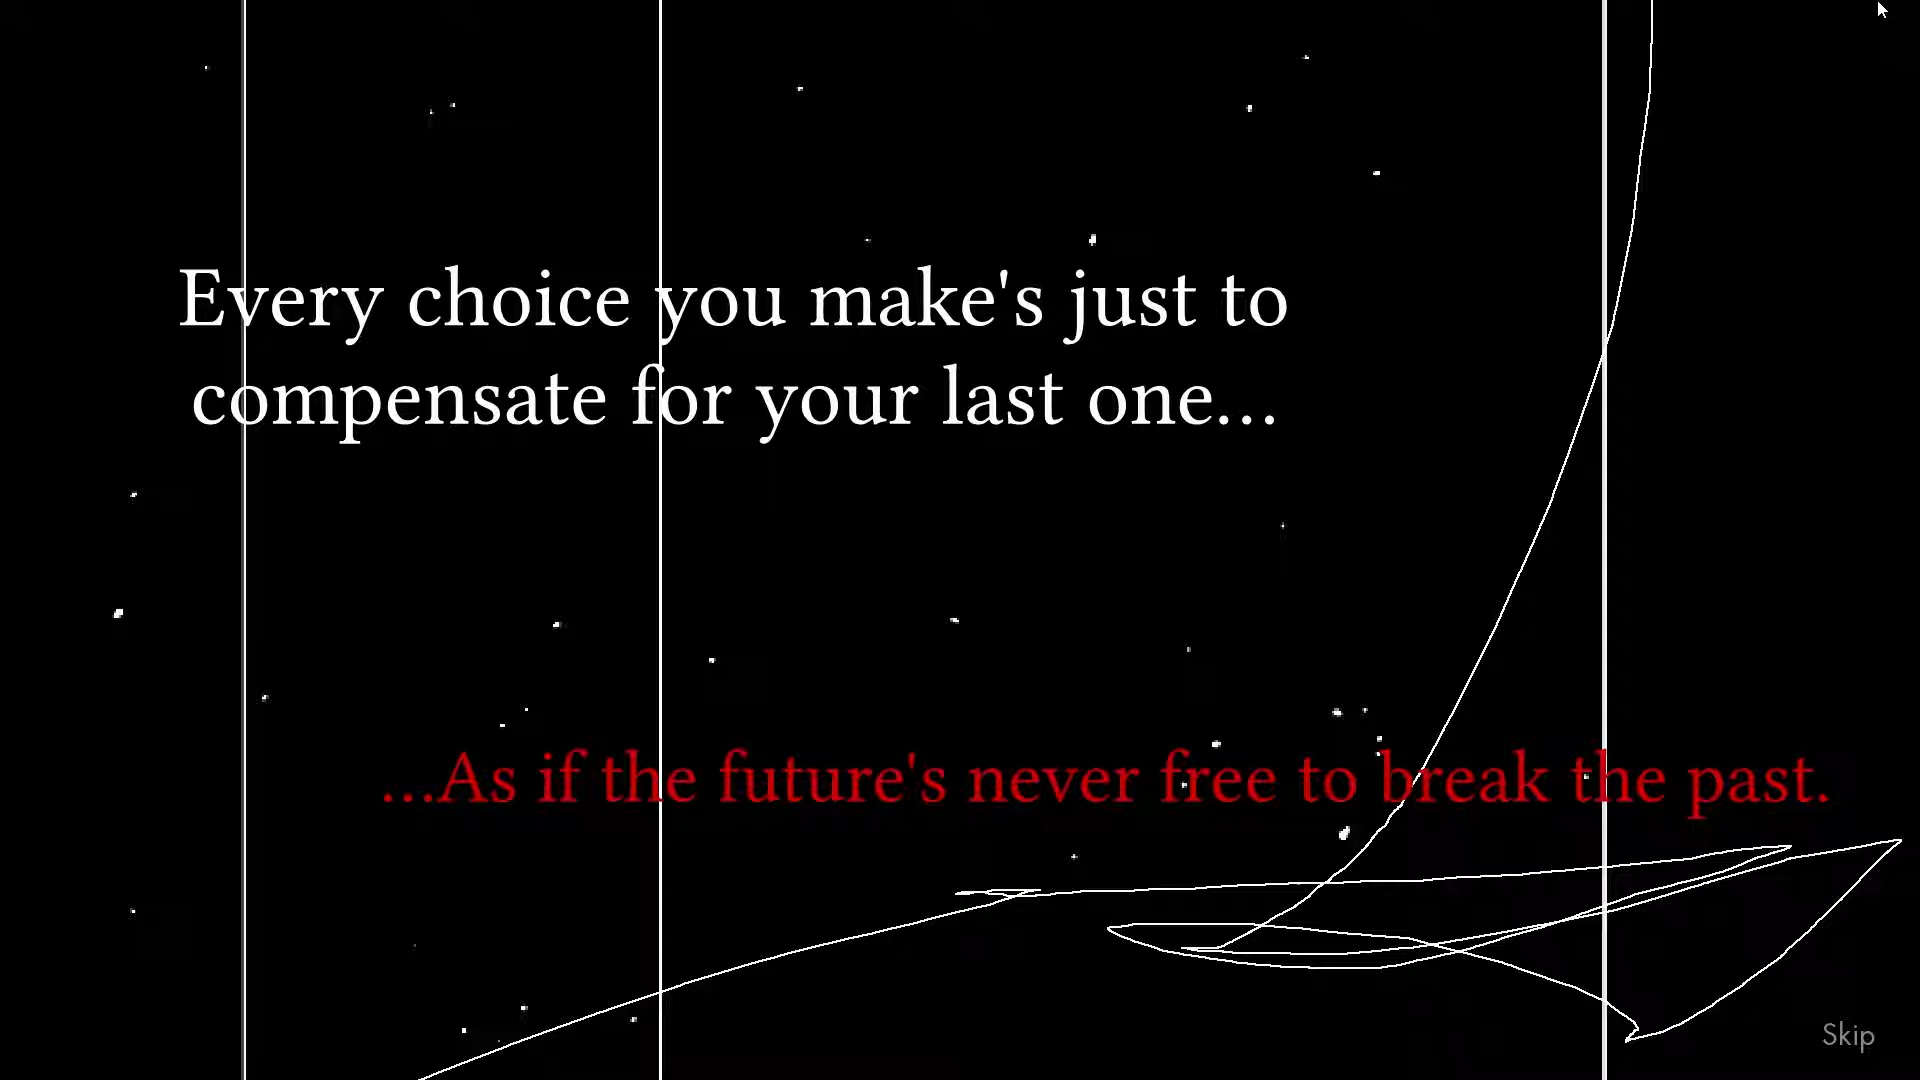 Every choice you make's just to
compensate for your last one...
...As if the future's never free to break the past.
Skip